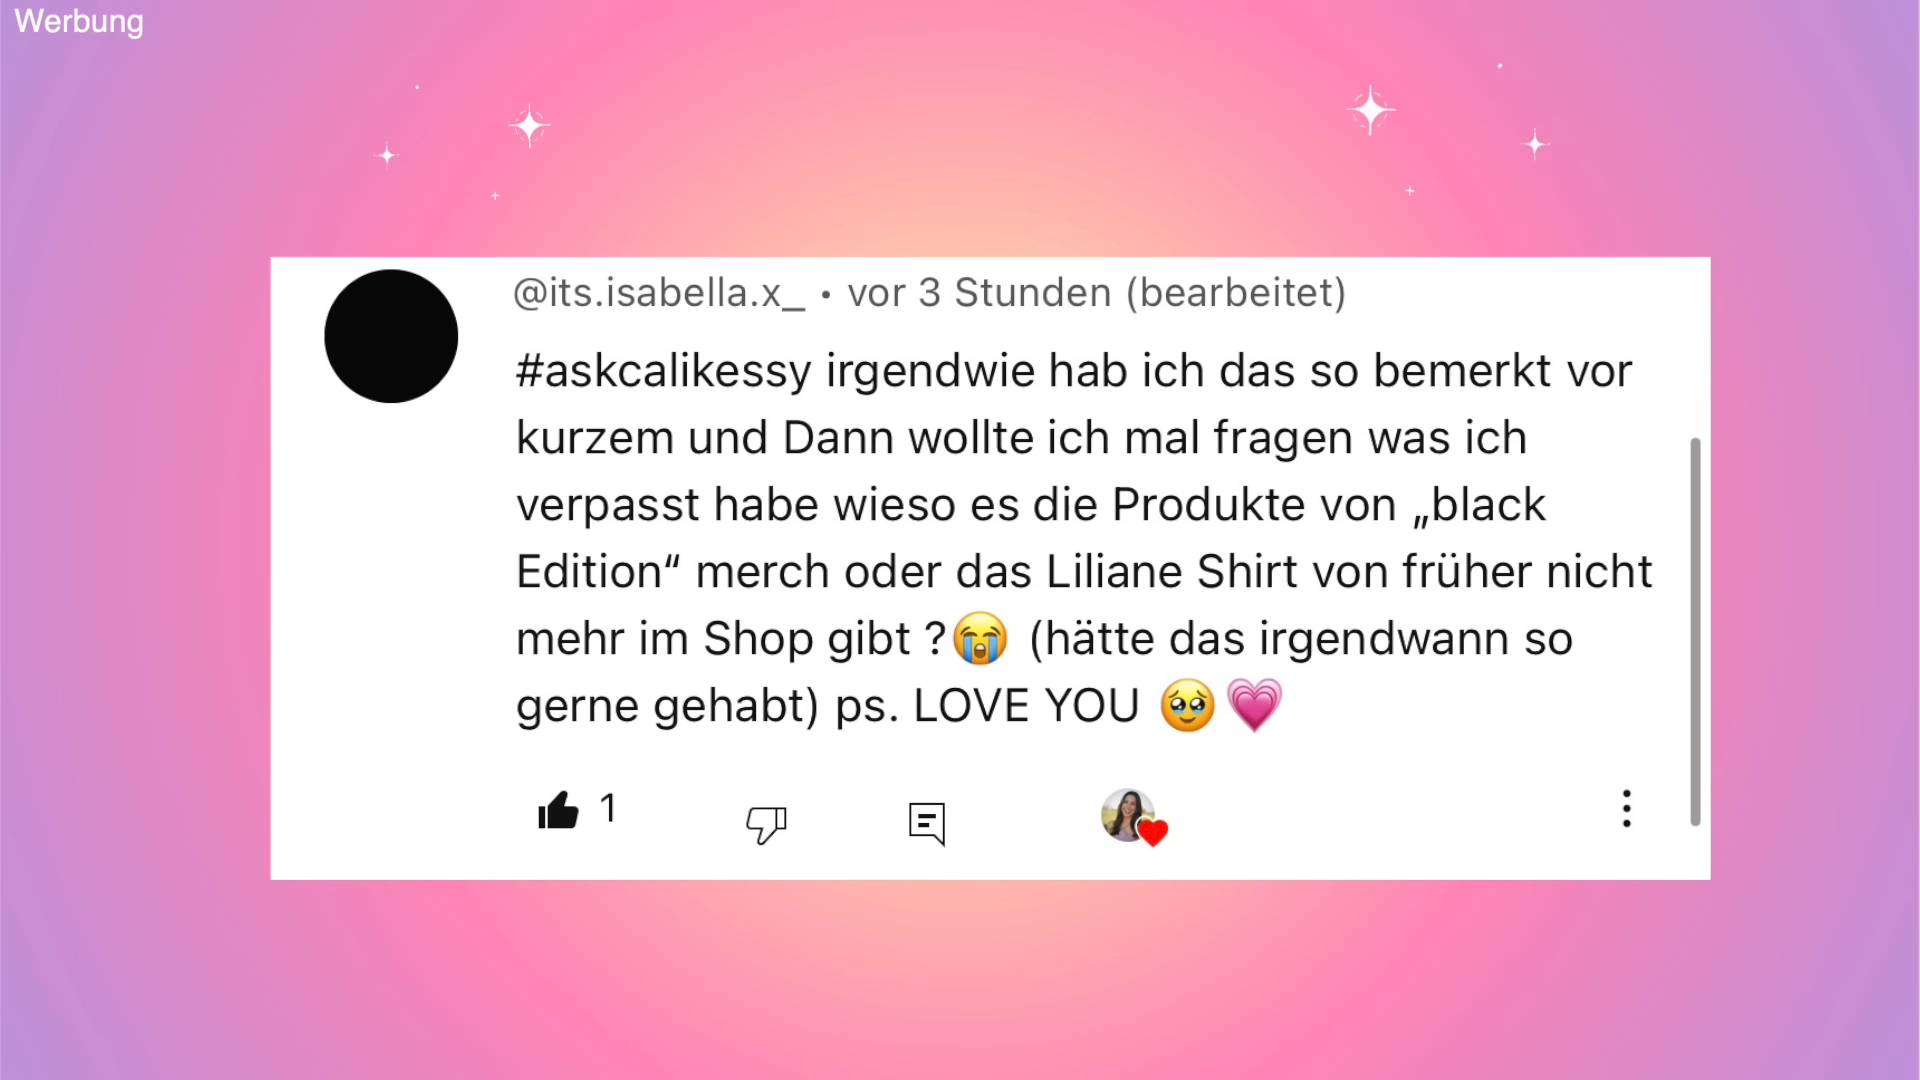 Werbung
@its.isabella.x_ • vor 3 Stunden (bearbeitet)
#askcalikessy irgendwie hab ich das so bemerkt vor
kurzem und Dann wollte ich mal fragen was ich
verpasst habe wieso es die Produkte von „black
Edition“ merch oder das Liliane Shirt von früher nicht
mehr im Shop gibt ?😭 (hätte das irgendwann so
gerne gehabt) ps. LOVE YOU 🥹💗
1